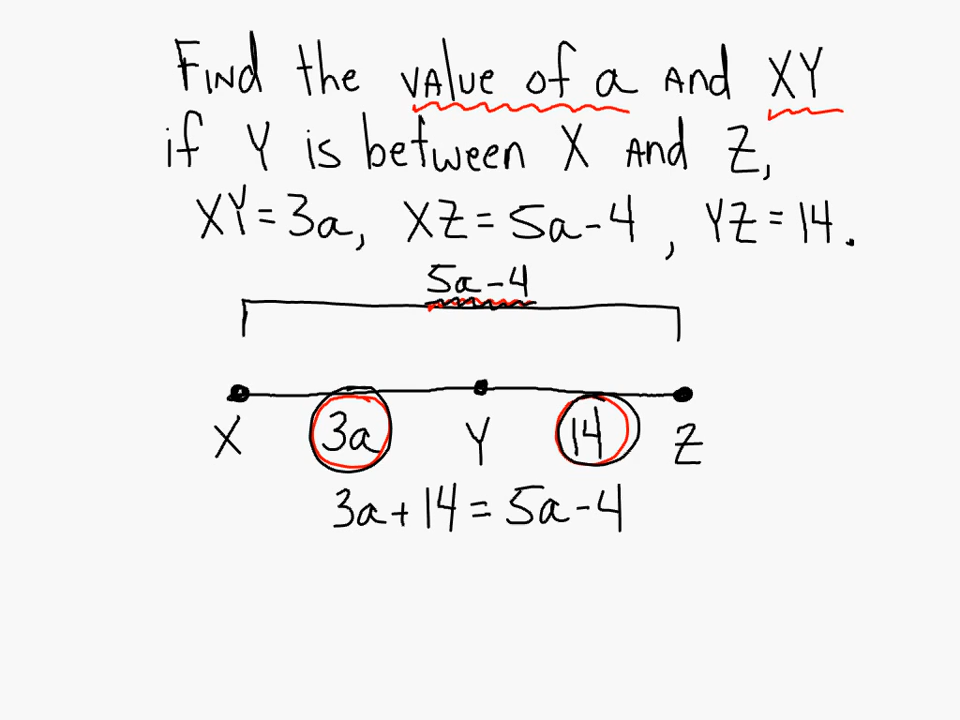 Find the value of a and XY
if Y is between X and Z,
XY=3a, XZ=5a-4, YZ=14.
5a-4
3a 14
X Y Z
3a+14=5a-4